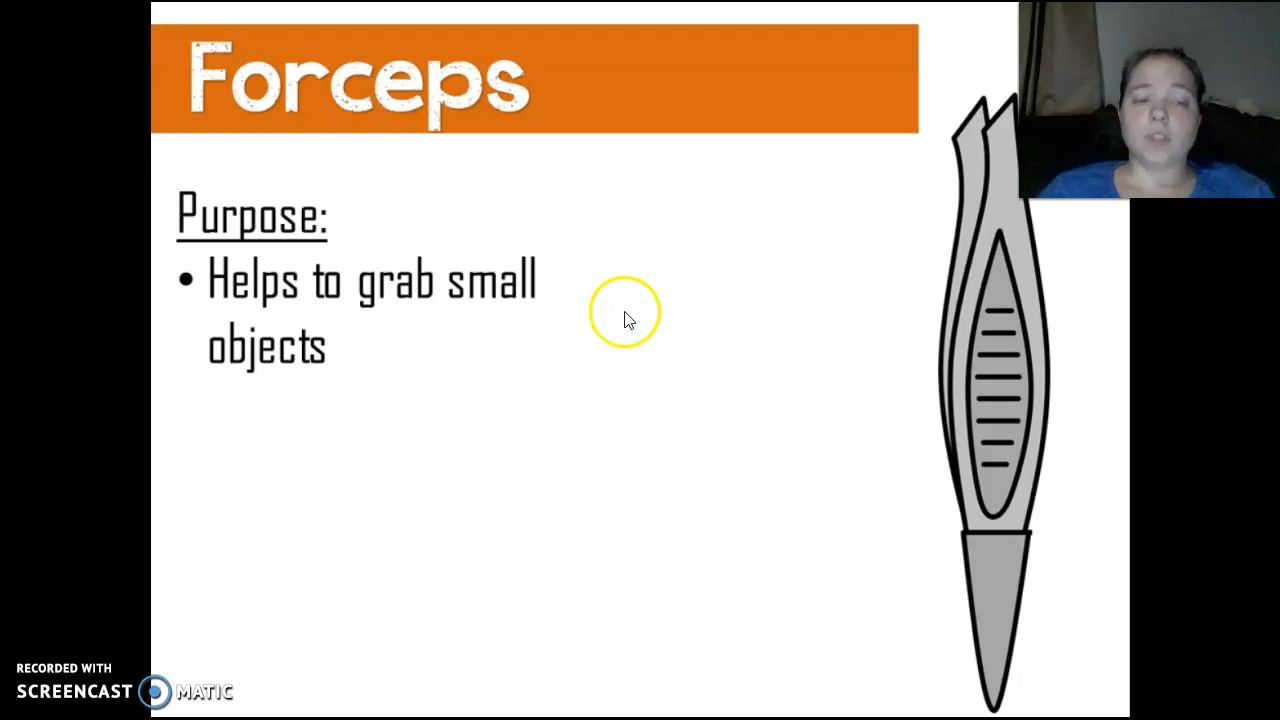 Forceps
Purpose:
• Helps to grab small
objects
RECORDED WITH
SCREENCAST MATIC